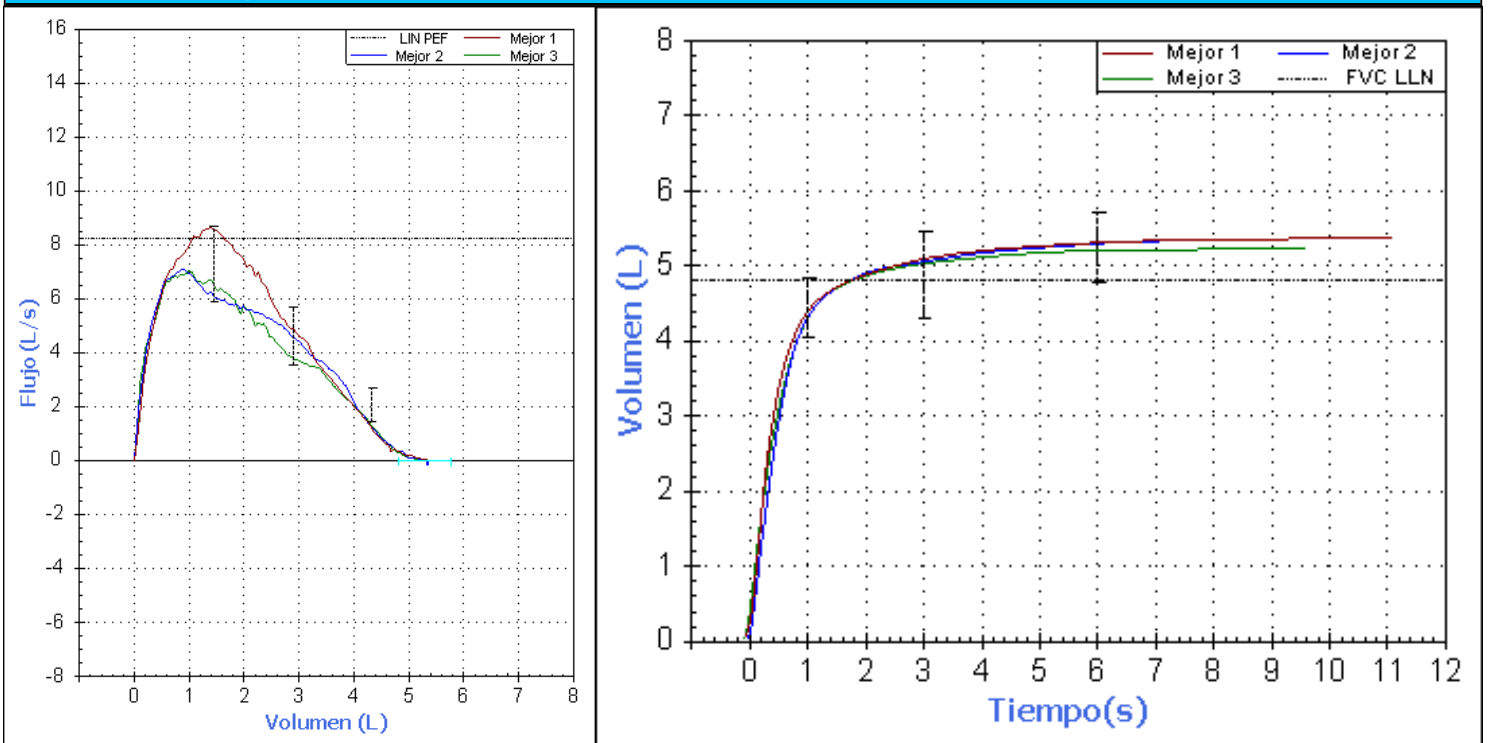 LIN PEF Mejor 1
Mejor 2 Mejor 3
16
14
12
10
8
6
4
2
0
-2
-4
-6
-8
0 1 2 3 4 5 6 7 8
Flujo (L/s)
Volumen (L)
Mejor 1 Mejor 2
Mejor 3 FVC LLN
8
7
6
5
4
3
2
1
0
0 1 2 3 4 5 6 7 8 9 10 11 12
Volumen (L)
Tiempo(s)